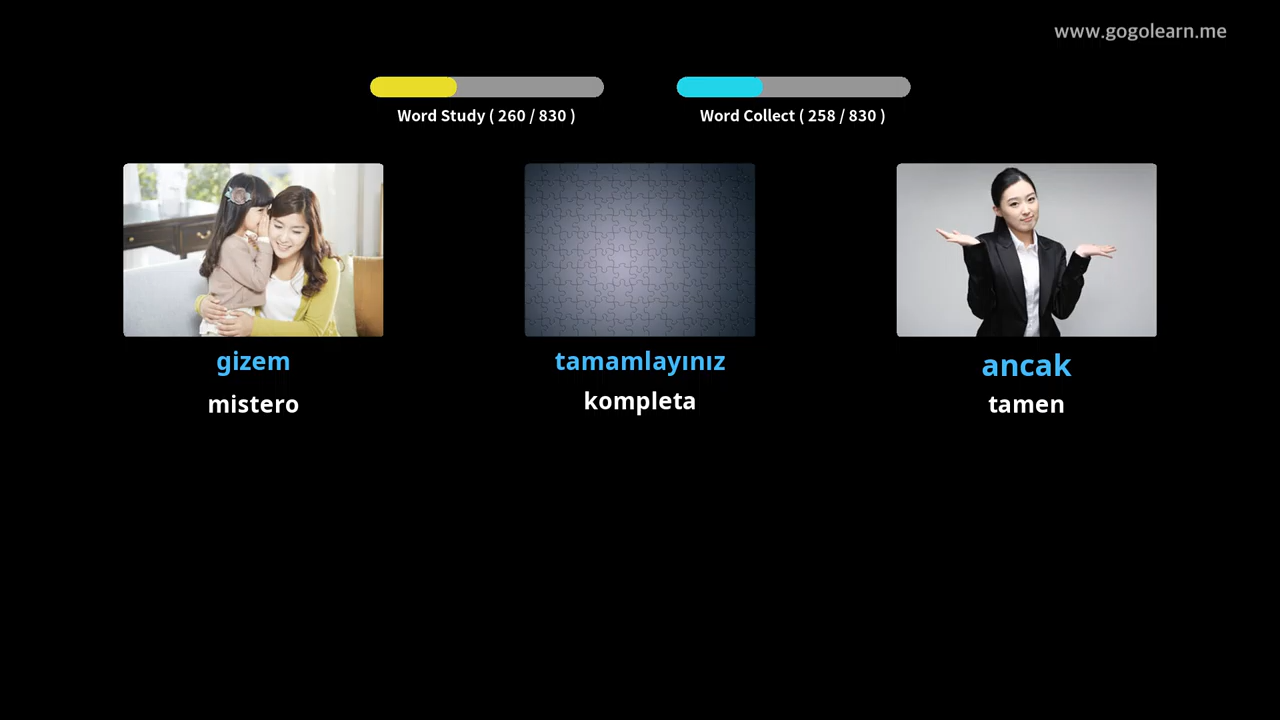 www.gogolearn.me
Word Study ( 260 / 830 )
Word Collect ( 258 / 830 )
gizem
mistero
tamamlayınız
kompleta
ancak
tamen